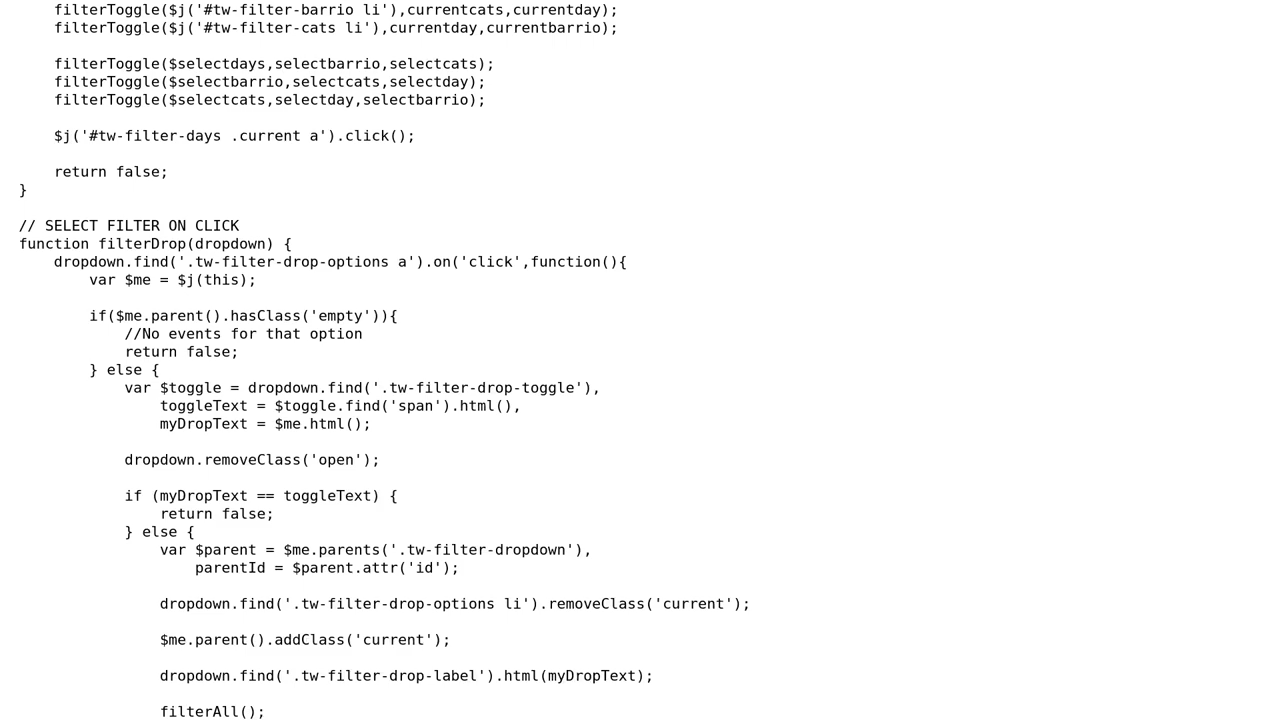 filterToggle($j('#tw-filter-barrio li'),currentcats,currentday);
    filterToggle($j('#tw-filter-cats li'),currentday,currentbarrio);

    filterToggle($selectdays,selectbarrio,selectcats);
    filterToggle($selectbarrio,selectcats,selectday);
    filterToggle($selectcats,selectday,selectbarrio);

    $j('#tw-filter-days .current a').click();

    return false;
}

// SELECT FILTER ON CLICK
function filterDrop(dropdown) {
    dropdown.find('.tw-filter-drop-options a').on('click',function(){
        var $me = $j(this);

        if($me.parent().hasClass('empty')){
            //No events for that option
            return false;
        } else {
            var $toggle = dropdown.find('.tw-filter-drop-toggle'),
                toggleText = $toggle.find('span').html(),
                myDropText = $me.html();

            dropdown.removeClass('open');

            if (myDropText == toggleText) {
                return false;
            } else {
                var $parent = $me.parents('.tw-filter-dropdown'),
                    parentId = $parent.attr('id');

                dropdown.find('.tw-filter-drop-options li').removeClass('current');

                $me.parent().addClass('current');

                dropdown.find('.tw-filter-drop-label').html(myDropText);

                filterAll();